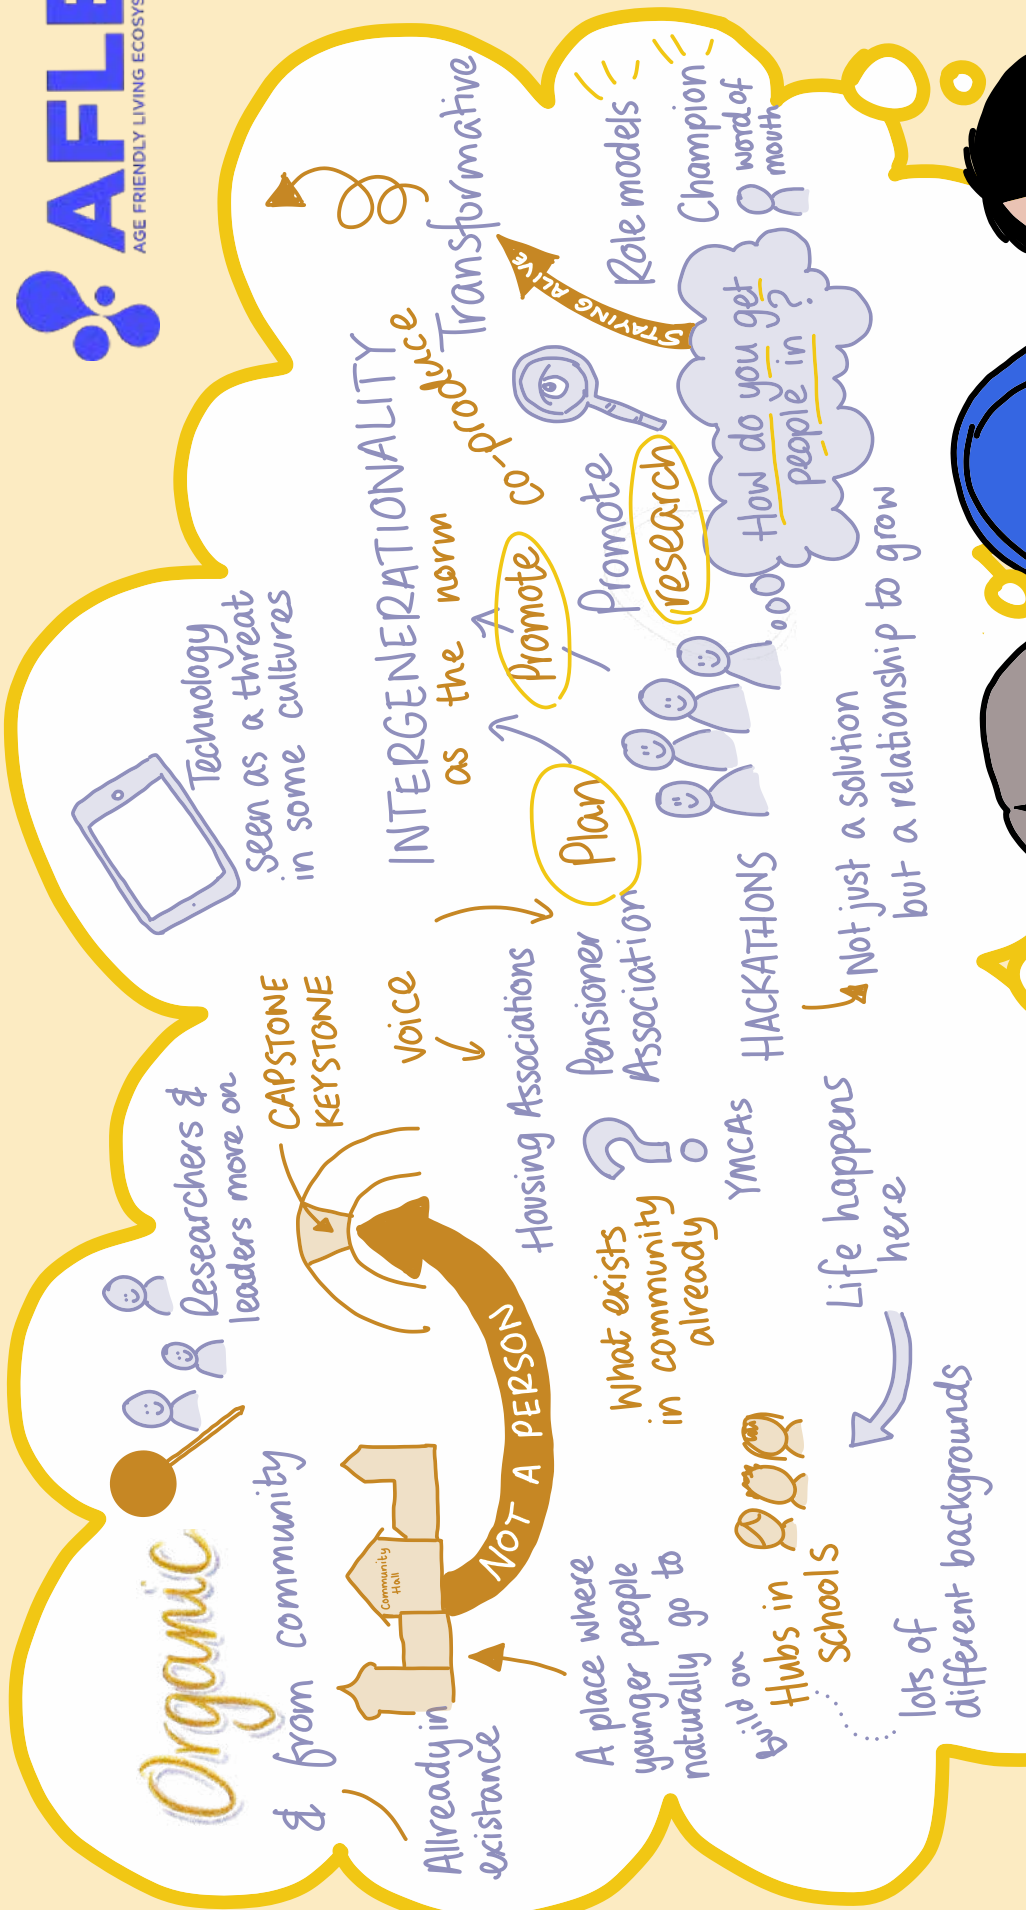 Organic
& from community
Allready in
existance
Community
Hall
NOT A PERSON
A place where
younger people
naturally go to
Build on
Hubs in
schools
lots of
different backgrounds
Researchers &
leaders more on
CAPSTONE
KEYSTONE
VOICE
Housing Associations
Pensioner
Association
What exists
in community
already
?
YMCAs
HACKATHONS
Life happens
here
Not just a solution
but a relationship to grow
Technology
seen as a threat
in some cultures
INTERGENERATIONALITY
as the norm
Plan
Promote
co-produce
Promote
research
Transformative
STAYING ALIVE
How do you get
people in?
Role models
Champion
word of
mouth
AFLE
AGE FRIENDLY LIVING ECOSYS